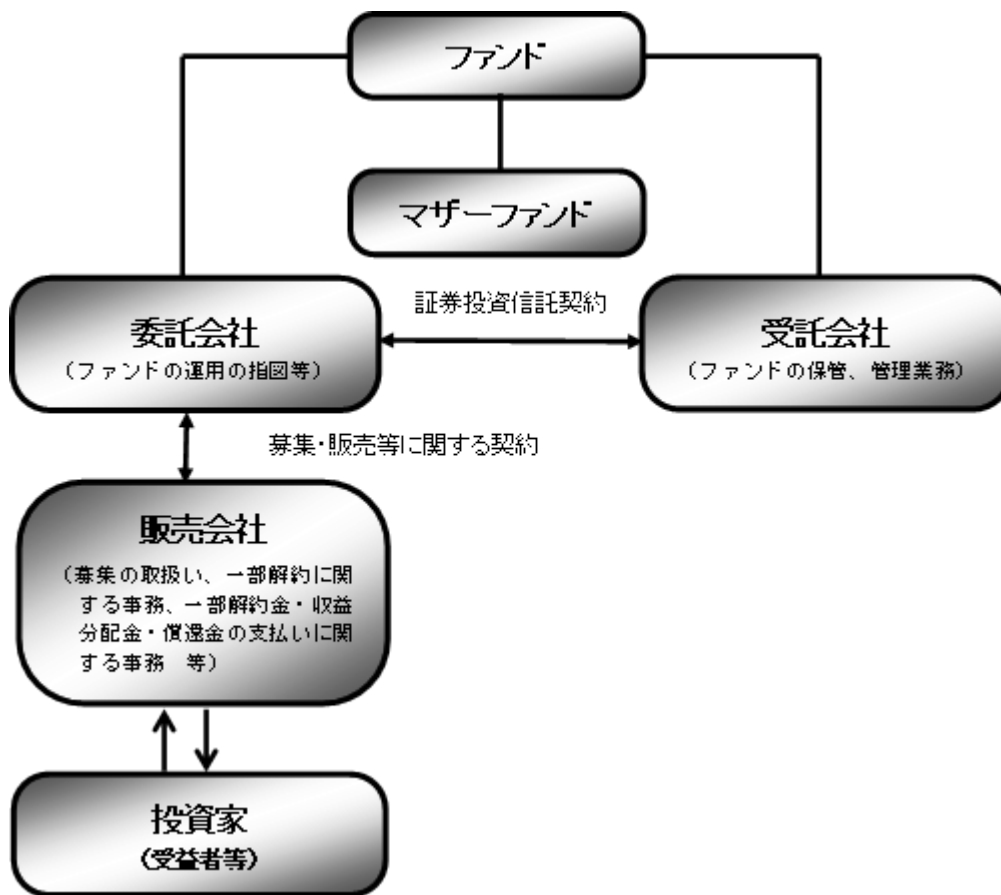 ファンド
マザーファンド
証券投資信託契約
委託会社
（ファンドの運用の指図等）
受託会社
（ファンドの保管、管理業務）
募集・販売等に関する契約
販売会社
（募集の取扱い、一部解約に関
する事務、一部解約金・収益
分配金・償還金の支払いに関
する事務　等）
投資家
（受益者等）